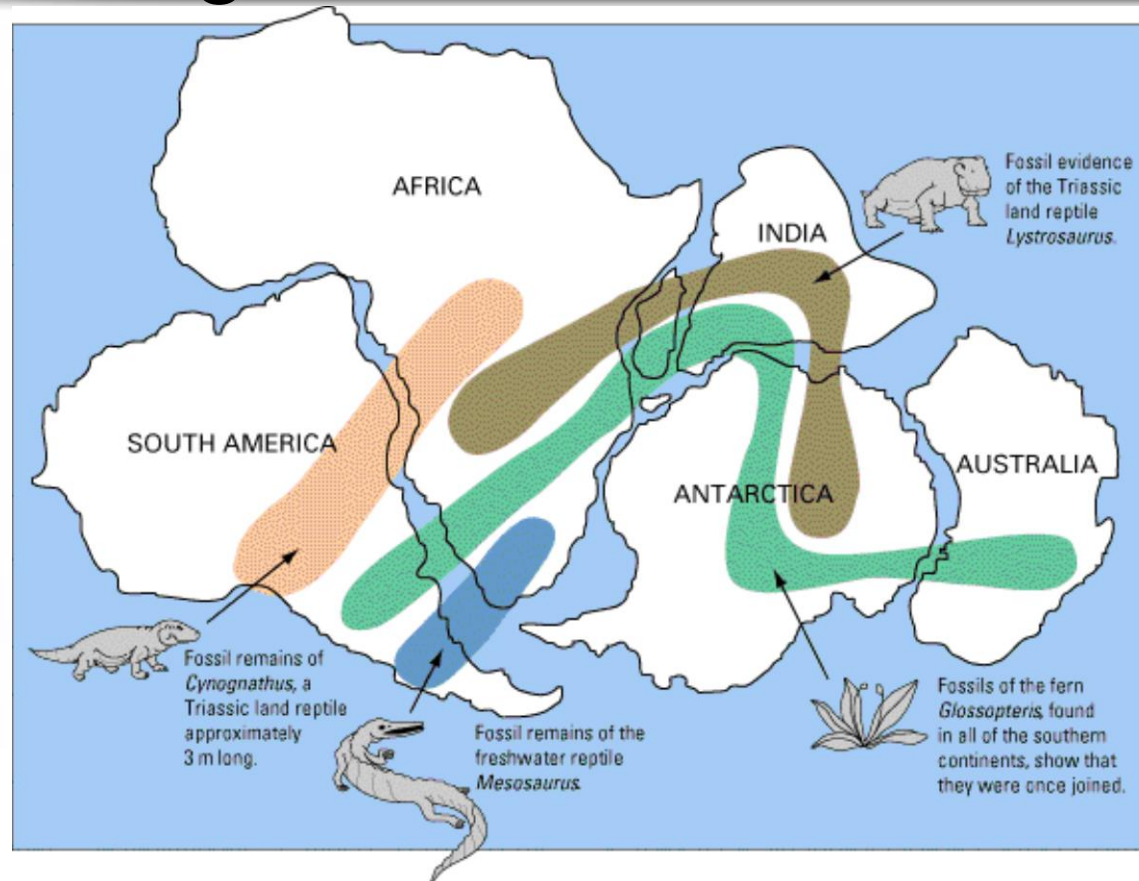 AFRICA
INDIA
Fossil evidence
of the Triassic
land reptile
Lystrosaurus.
SOUTH AMERICA
ANTARCTICA
AUSTRALIA
Fossil remains of
Cynognathus, a
Triassic land reptile
approximately
3 m long.
Fossil remains of the
freshwater reptile
Mesosaurus.
Fossils of the fern
Glossopteris, found
in all of the southern
continents, show that
they were once joined.